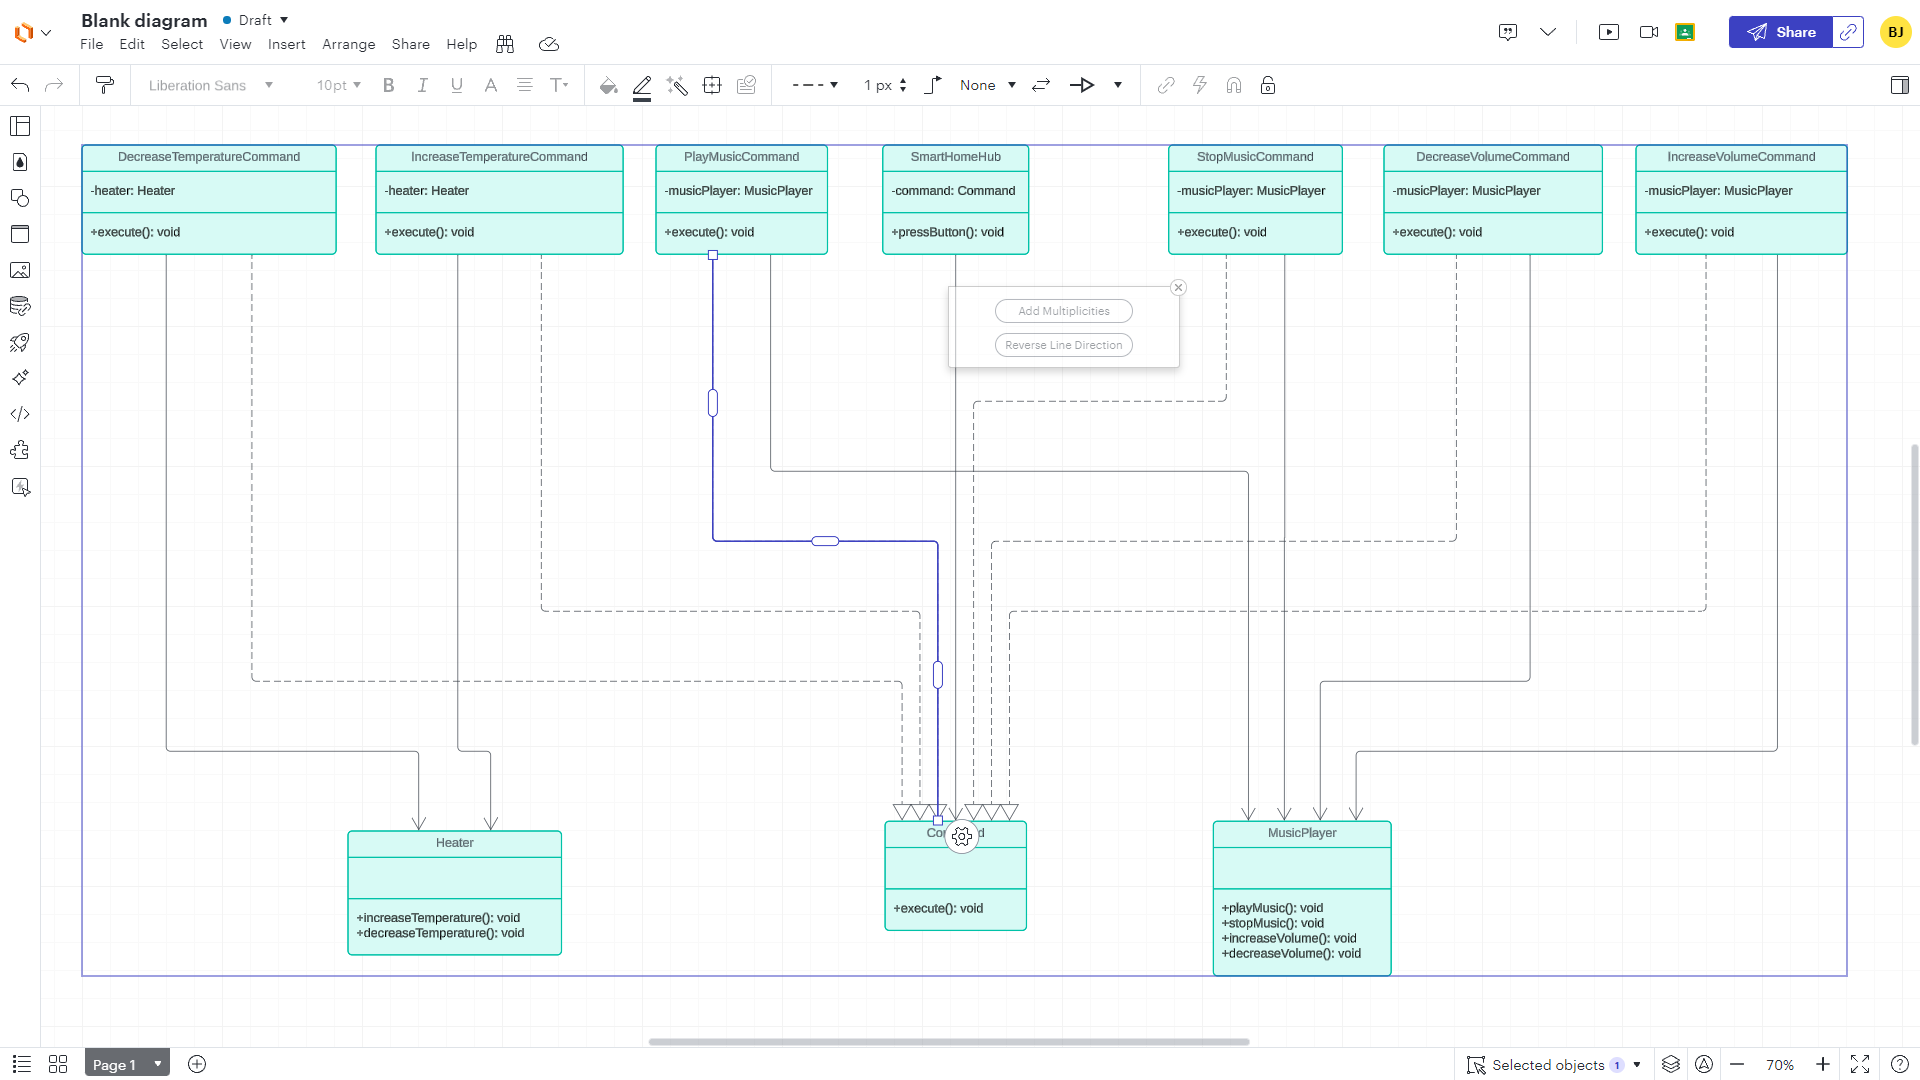 Blank diagram
Draft
File Edit Select View Insert Arrange Share Help
Share
BJ
Liberation Sans
10pt
1 px
None
DecreaseTemperatureCommand
-heater: Heater
+execute(): void
IncreaseTemperatureCommand
-heater: Heater
+execute(): void
PlayMusicCommand
-musicPlayer: MusicPlayer
+execute(): void
SmartHomeHub
-command: Command
+pressButton(): void
StopMusicCommand
-musicPlayer: MusicPlayer
+execute(): void
DecreaseVolumeCommand
-musicPlayer: MusicPlayer
+execute(): void
IncreaseVolumeCommand
-musicPlayer: MusicPlayer
+execute(): void
Add Multiplicities
Reverse Line Direction
Heater
+increaseTemperature(): void
+decreaseTemperature(): void
+execute(): void
MusicPlayer
+playMusic(): void
+stopMusic(): void
+increaseVolume(): void
+decreaseVolume(): void
Page 1
Selected objects 1
70%